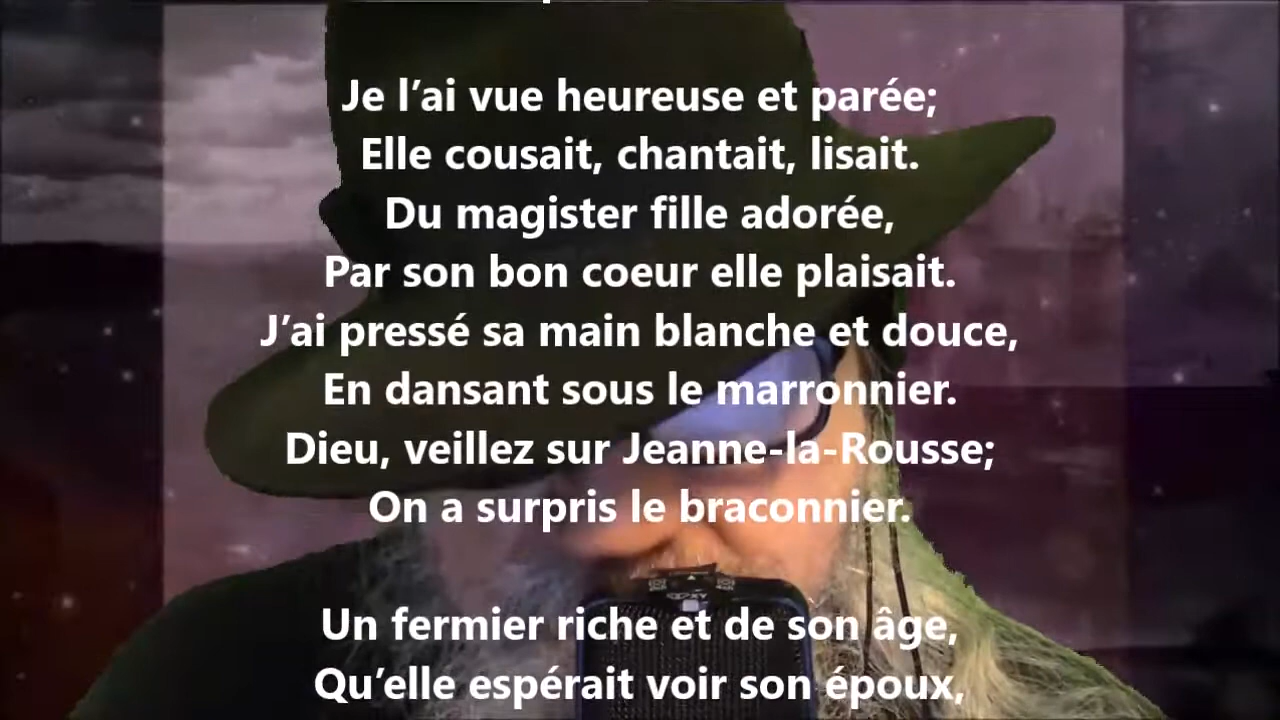 Je l’ai vue heureuse et parée;
Elle cousait, chantait, lisait.
Du magister fille adorée,
Par son bon coeur elle plaisait.
J’ai pressé sa main blanche et douce,
En dansant sous le marronnier.
Dieu, veillez sur Jeanne-la-Rousse;
On a surpris le braconnier.
Un fermier riche et de son âge,
Qu’elle espérait voir son époux,